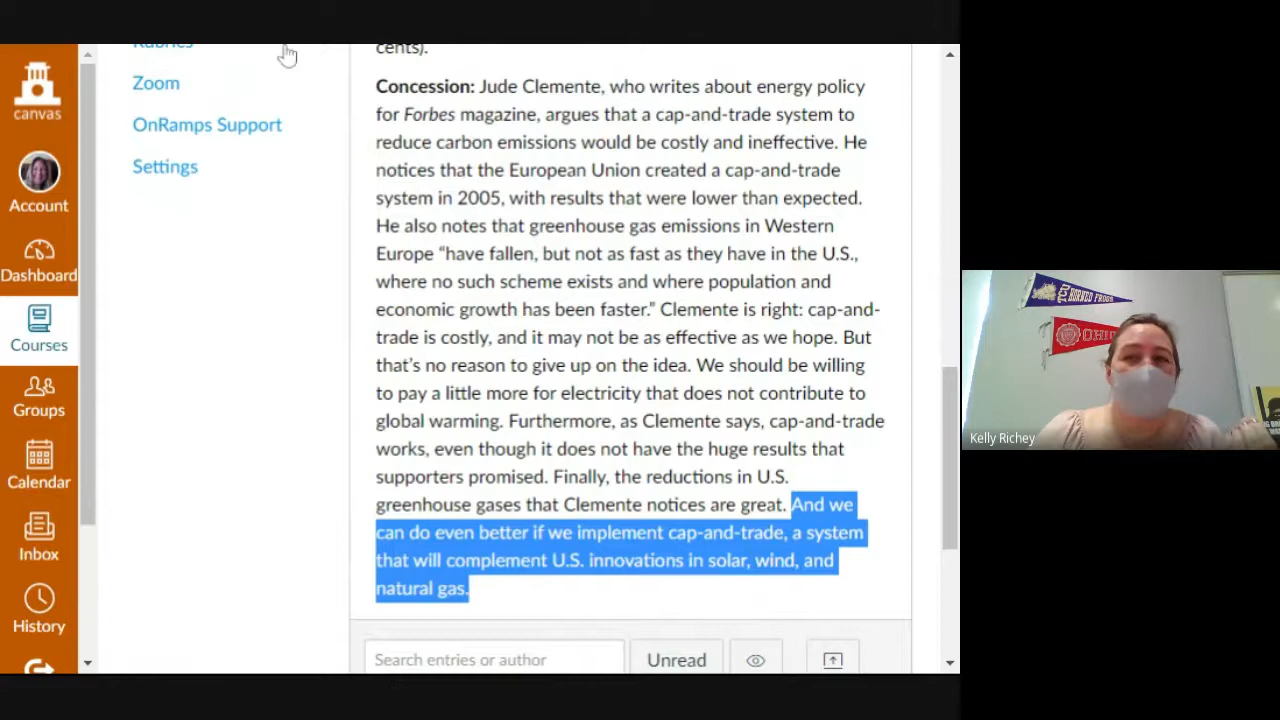 canvas
Account
Dashboard
Courses
Groups
Calendar
Inbox
History
Rubrics
Zoom
OnRamps Support
Settings
cents).
Concession: Jude Clemente, who writes about energy policy
for Forbes magazine, argues that a cap-and-trade system to
reduce carbon emissions would be costly and ineffective. He
notices that the European Union created a cap-and-trade
system in 2005, with results that were lower than expected.
He also notes that greenhouse gas emissions in Western
Europe “have fallen, but not as fast as they have in the U.S.,
where no such scheme exists and where population and
economic growth has been faster.” Clemente is right: cap-and-
trade is costly, and it may not be as effective as we hope. But
that’s no reason to give up on the idea. We should be willing
to pay a little more for electricity that does not contribute to
global warming. Furthermore, as Clemente says, cap-and-trade
works, even though it does not have the huge results that
supporters promised. Finally, the reductions in U.S.
greenhouse gases that Clemente notices are great. And we
can do even better if we implement cap-and-trade, a system
that will complement U.S. innovations in solar, wind, and
natural gas.
Search entries or author
Unread
TCU HORNED FROGS
OHIO
Kelly Richey